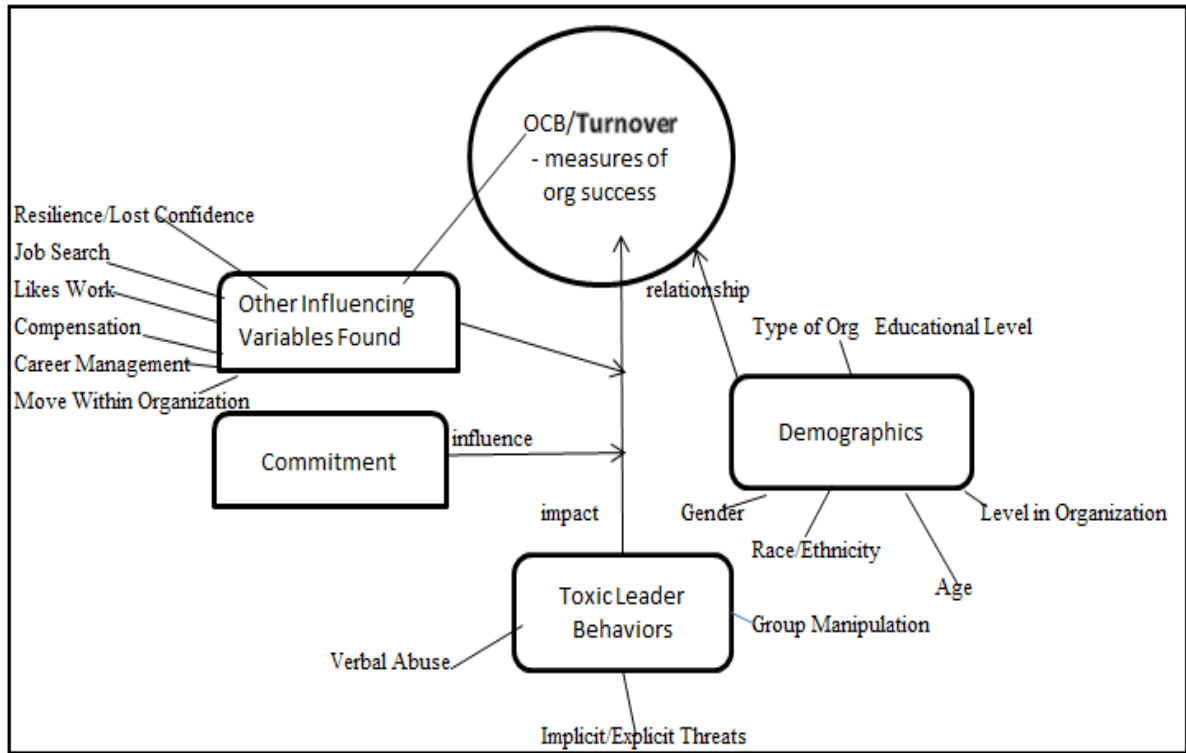 OCB/Turnover
- measures of
org success
Resilience/Lost Confidence
Job Search
Likes Work
Compensation
Career Management
Move Within Organization
Other Influencing
Variables Found
relationship
Type of Org Educational Level
Demographics
Commitment
influence
impact
Gender
Level in Organization
Race/Ethnicity
Age
Toxic Leader
Behaviors
Group Manipulation
Verbal Abuse
Implicit/Explicit Threats